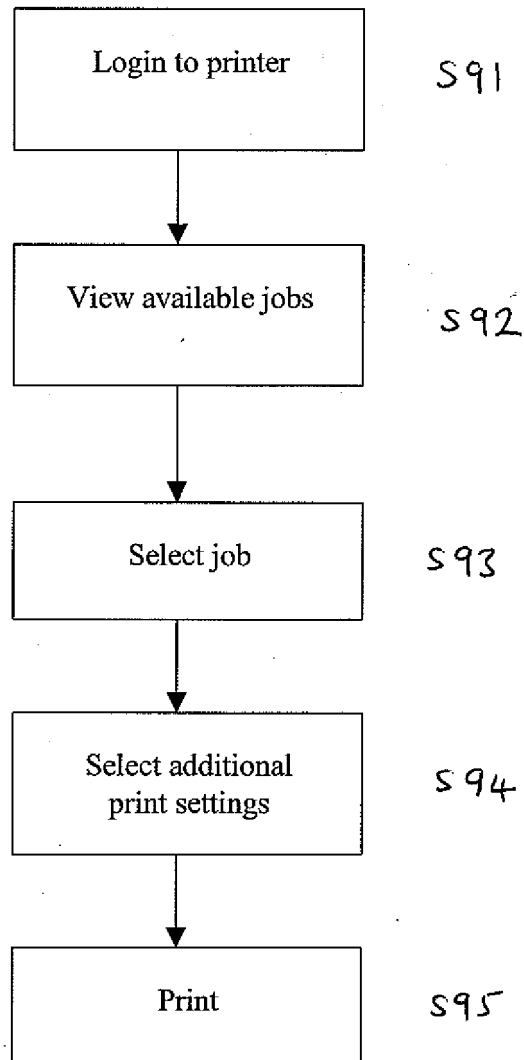 Login to printer S91
View available jobs S92
Select job S93
Select additional
print settings S94
Print S95